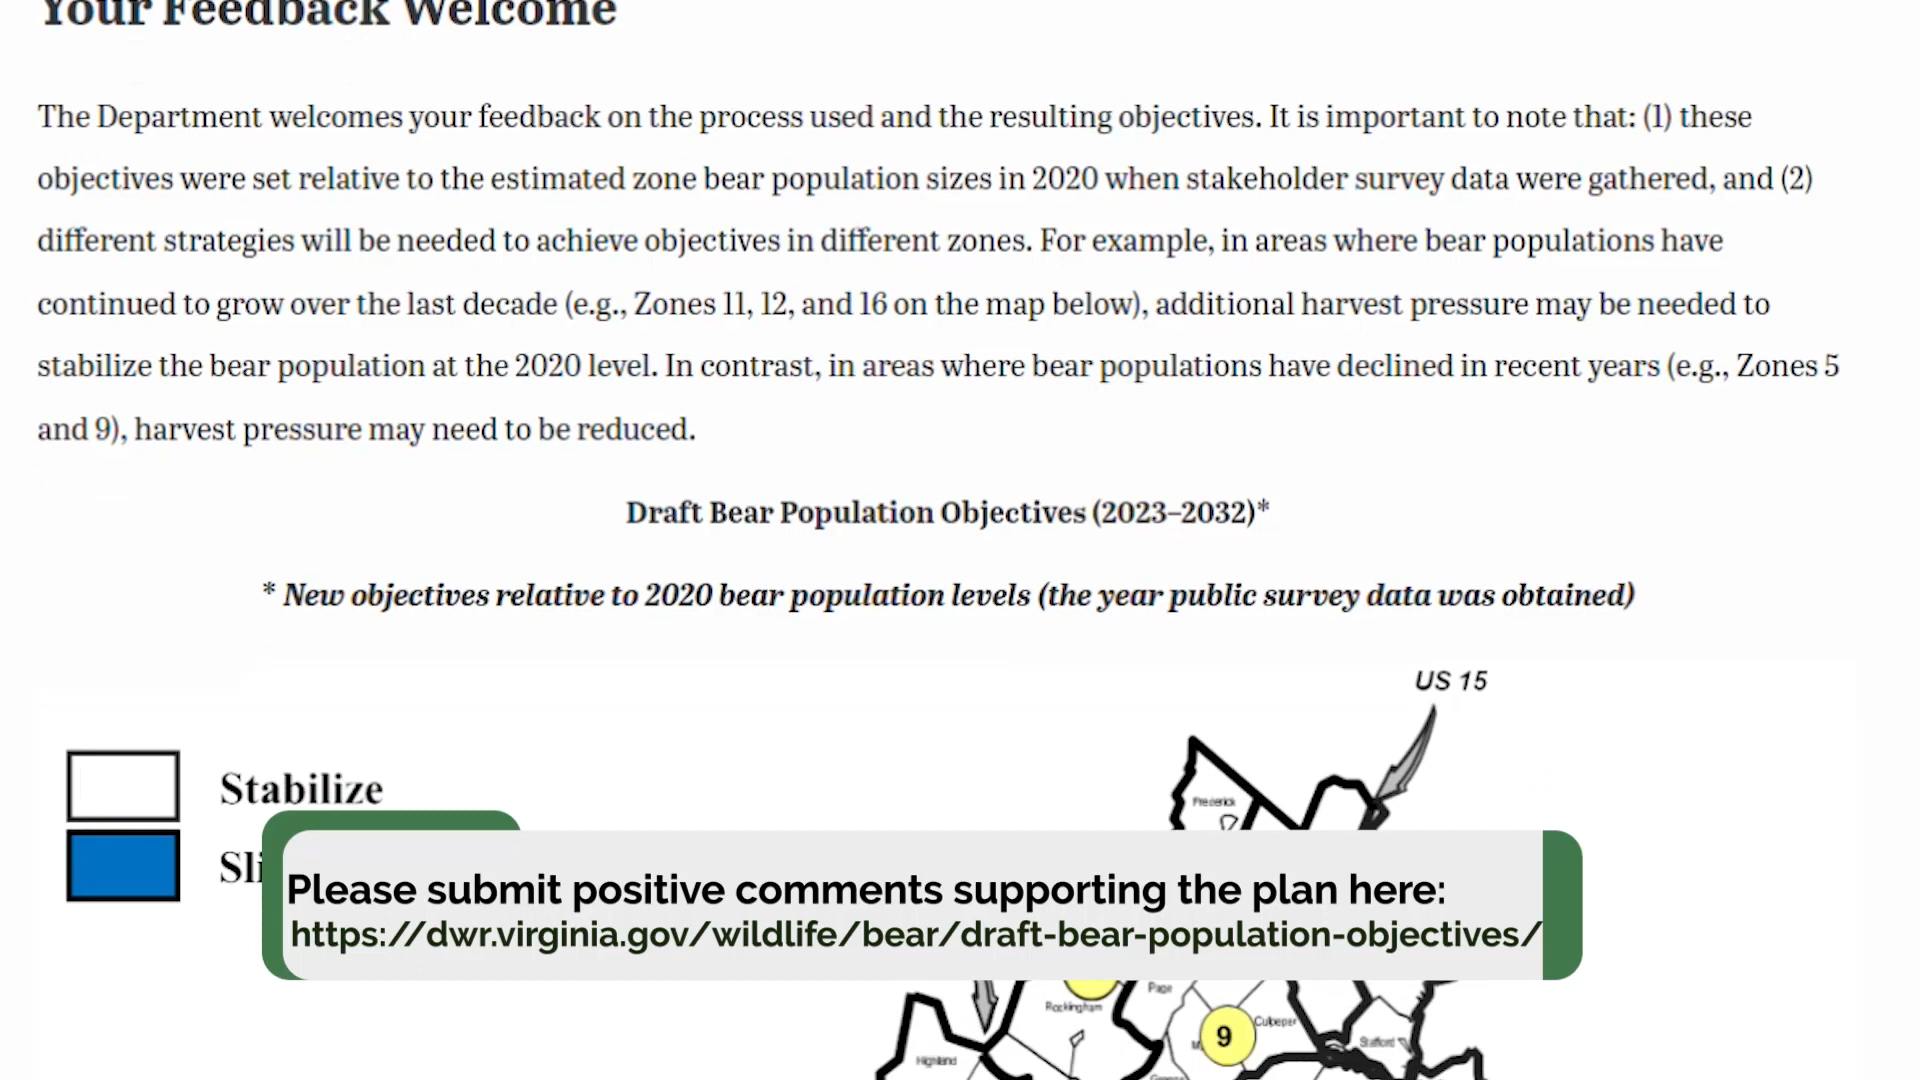 Your Feedback Welcome
The Department welcomes your feedback on the process used and the resulting objectives. It is important to note that: (1) these
objectives were set relative to the estimated zone bear population sizes in 2020 when stakeholder survey data were gathered, and (2)
different strategies will be needed to achieve objectives in different zones. For example, in areas where bear populations have
continued to grow over the last decade (e.g., Zones 11, 12, and 16 on the map below), additional harvest pressure may be needed to
stabilize the bear population at the 2020 level. In contrast, in areas where bear populations have declined in recent years (e.g., Zones 5
and 9), harvest pressure may need to be reduced.
Draft Bear Population Objectives (2023–2032)*
* New objectives relative to 2020 bear population levels (the year public survey data was obtained)
US 15
Stabilize
Frederick
Please submit positive comments supporting the plan here:
https://dwr.virginia.gov/wildlife/bear/draft-bear-population-objectives/
Page
Rockingham
Culpeper
9
Stafford
Highland